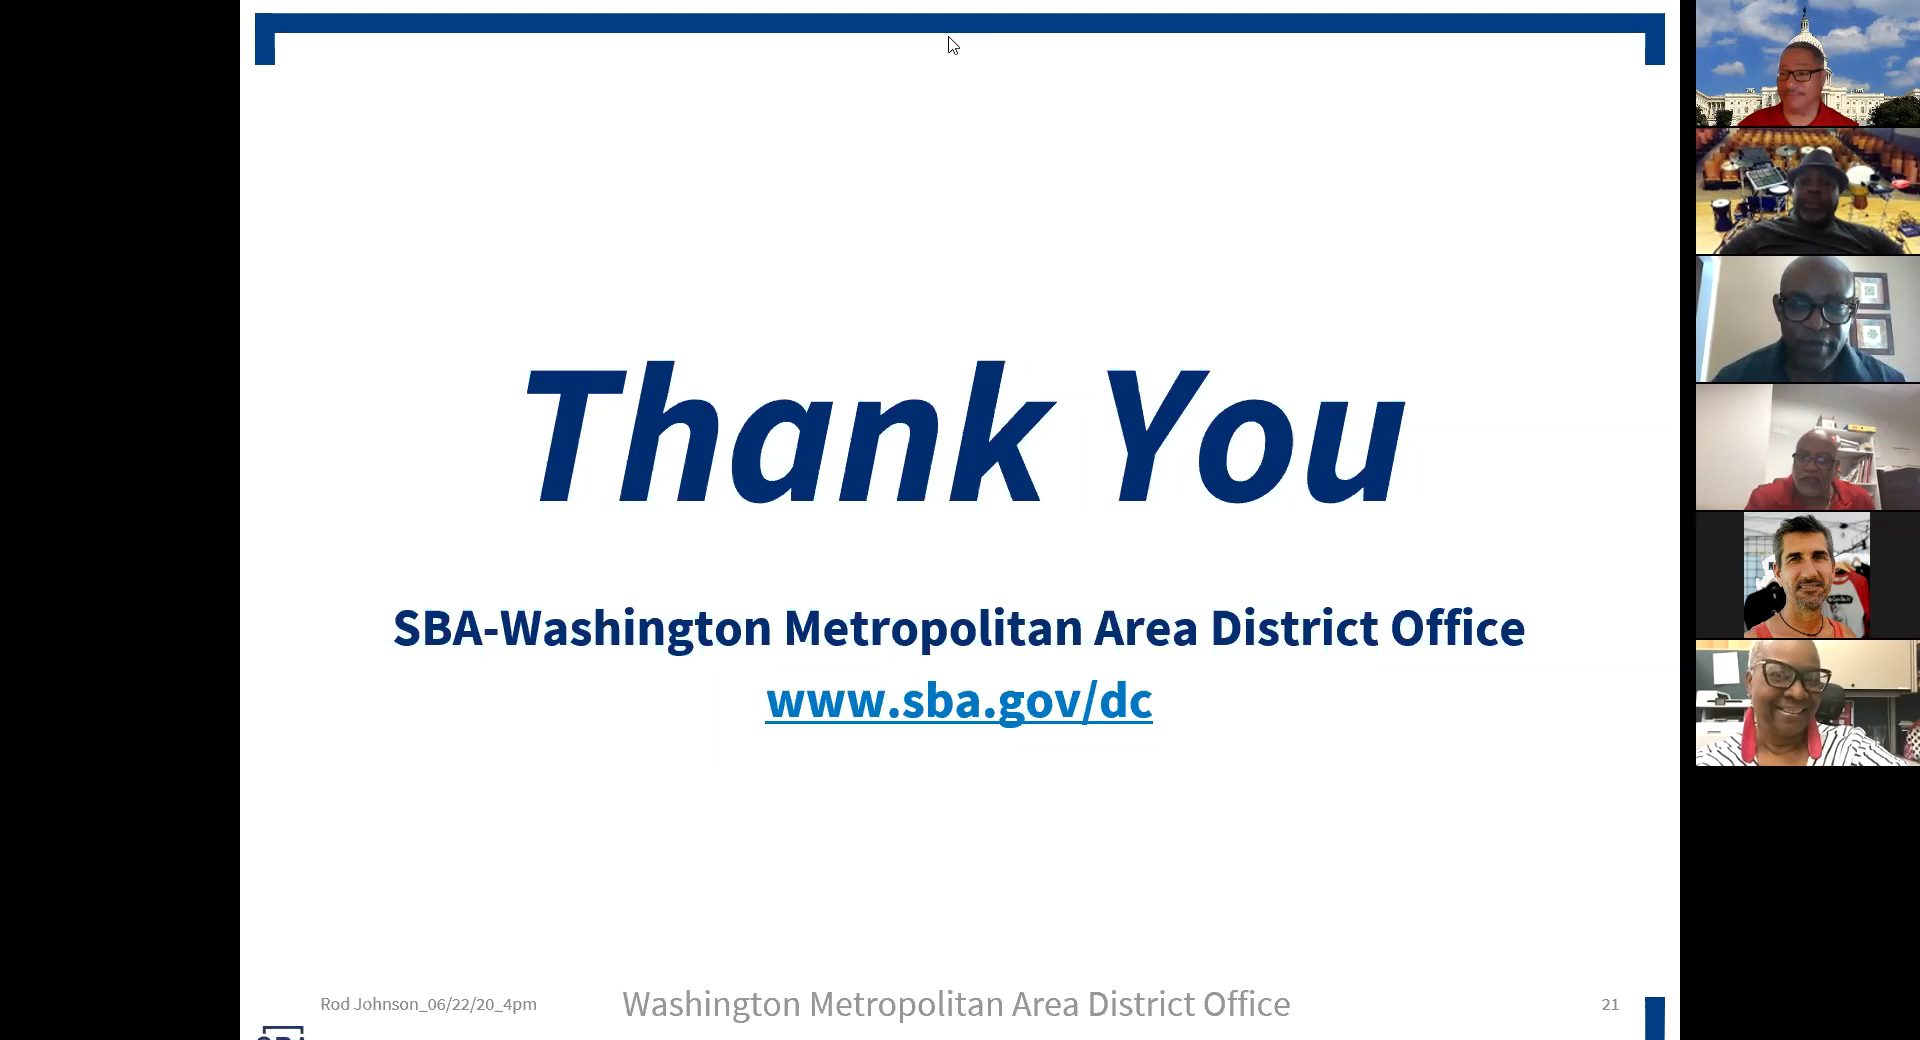 Thank You
SBA-Washington Metropolitan Area District Office
www.sba.gov/dc
Rod Johnson_06/22/20_4pm
Washington Metropolitan Area District Office
21